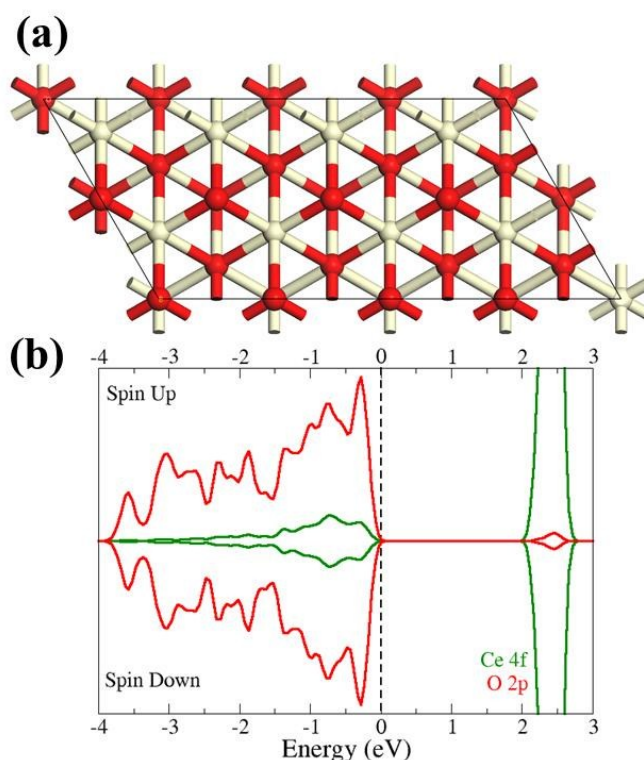 (a)
(b)
-4 -3 -2 -1 0 1 2 3
Spin Up
Ce 4f
O 2p
Spin Down
-4 -3 -2 -1 0 1 2 3
Energy (eV)